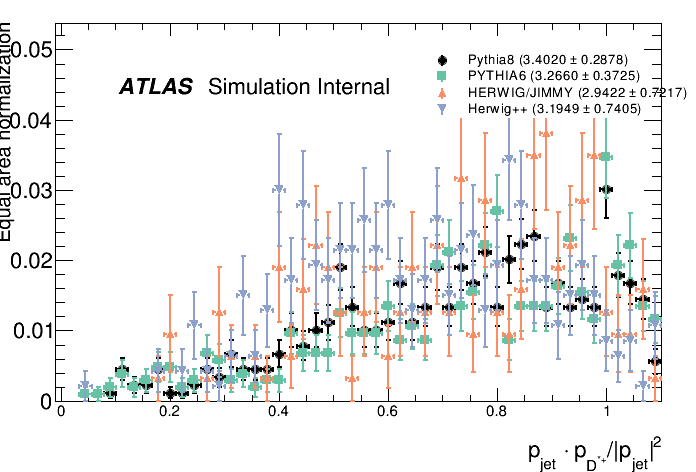 Equal area normalization
0.05
0.04
0.03
0.02
0.01
0
ATLAS Simulation Internal
Pythia8 (3.4020 ± 0.2878)
PYTHIA6 (3.2660 ± 0.3725)
HERWIG/JIMMY (2.9422 ± 0.7217)
Herwig++ (3.1949 ± 0.7405)
0 0.2 0.4 0.6 0.8 1
p_jet · p_D*+/|p_jet|²